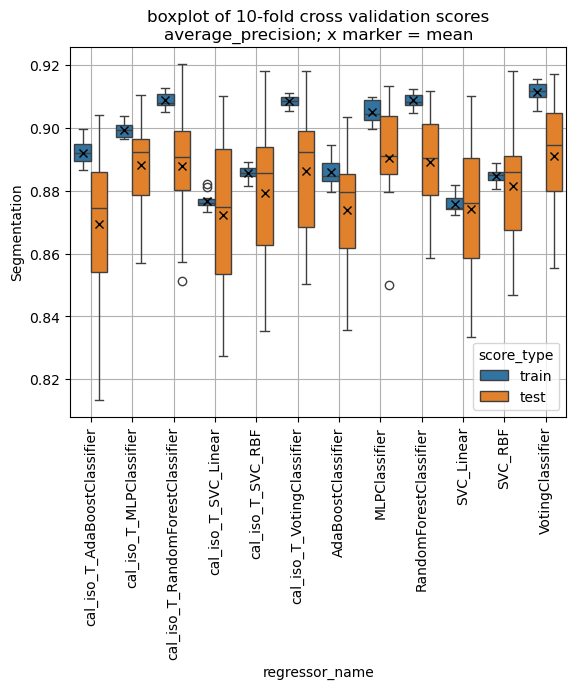 boxplot of 10-fold cross validation scores
average_precision; x marker = mean
Segmentation
0.92
0.90
0.88
0.86
0.84
0.82
score_type
train
test
cal_iso_T_AdaBoostClassifier
cal_iso_T_MLPClassifier
cal_iso_T_RandomForestClassifier
cal_iso_T_SVC_Linear
cal_iso_T_SVC_RBF
cal_iso_T_VotingClassifier
AdaBoostClassifier
MLPClassifier
RandomForestClassifier
SVC_Linear
SVC_RBF
VotingClassifier
regressor_name